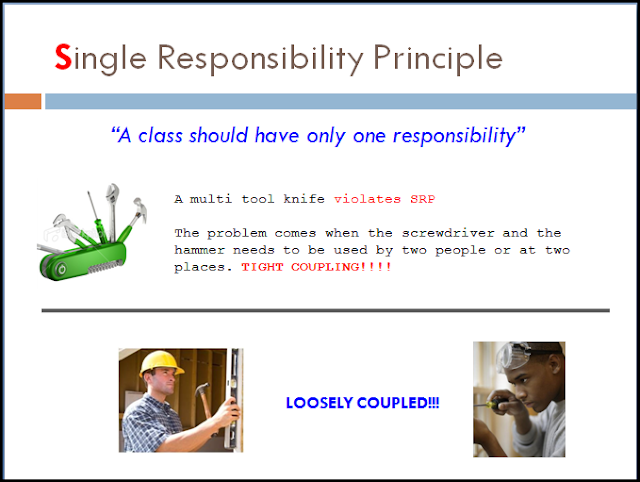 Single Responsibility Principle
“A class should have only one responsibility”
A multi tool knife violates SRP
The problem comes when the screwdriver and the
hammer needs to be used by two people or at two
places. TIGHT COUPLING!!!!
LOOSELY COUPLED!!!